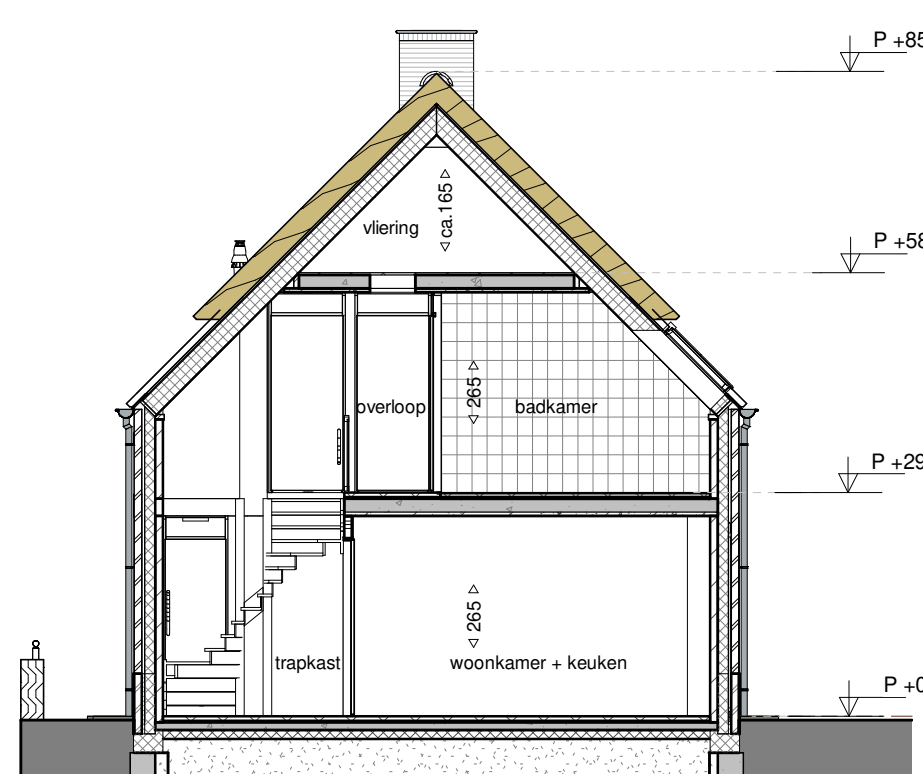 P +85
P +58
vliering
ca.165
overloop
265
badkamer
P +29
265
trapkast
woonkamer + keuken
P +0